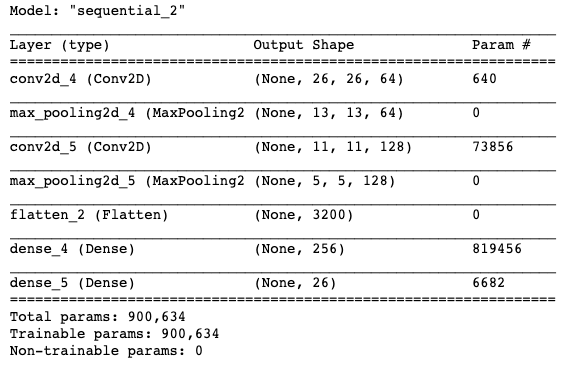 Model: "sequential_2"
Layer (type) Output Shape Param #
conv2d_4 (Conv2D) (None, 26, 26, 64) 640
max_pooling2d_4 (MaxPooling2 (None, 13, 13, 64) 0
conv2d_5 (Conv2D) (None, 11, 11, 128) 73856
max_pooling2d_5 (MaxPooling2 (None, 5, 5, 128) 0
flatten_2 (Flatten) (None, 3200) 0
dense_4 (Dense) (None, 256) 819456
dense_5 (Dense) (None, 26) 6682
Total params: 900,634
Trainable params: 900,634
Non-trainable params: 0